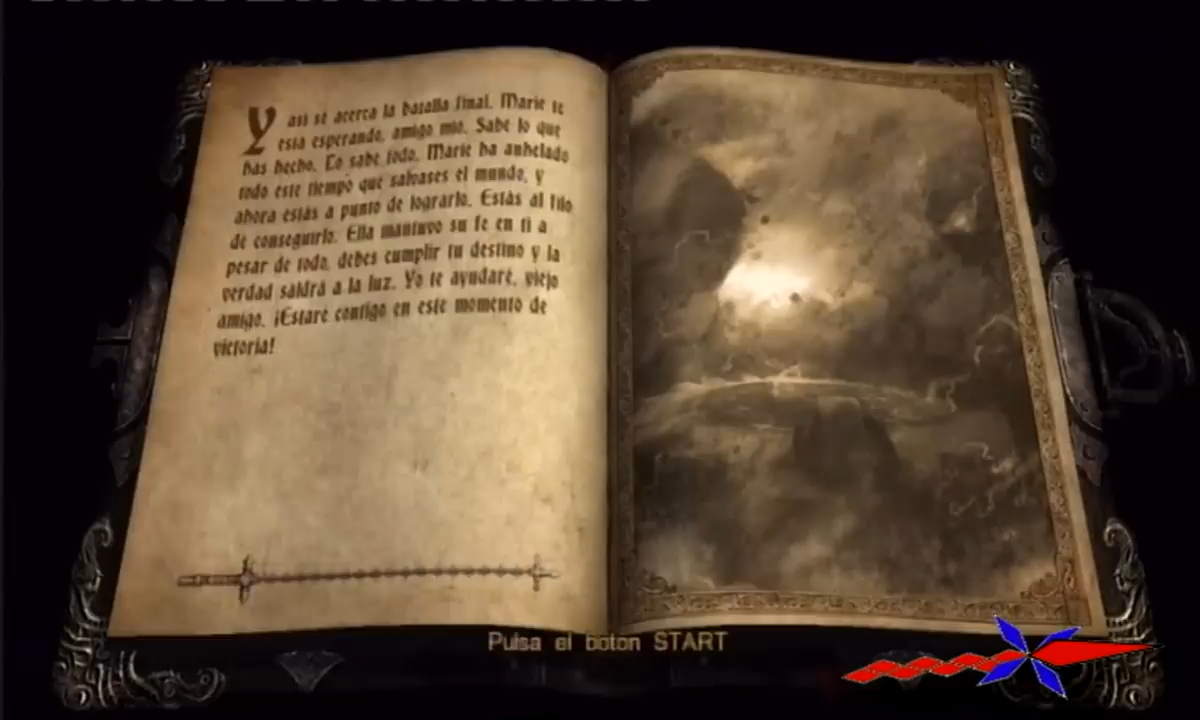 Y así se acerca la batalla final. Marie te
está esperando, amigo mío. Sabe lo que
has hecho. Lo sabe todo. Marie ha anhelado
todo este tiempo que salvases el mundo, y
ahora estás a punto de lograrlo. Estás al filo
de conseguirlo. Ella mantuvo su fe en ti a
pesar de todo, debes cumplir tu destino y la
verdad saldrá a la luz. Yo te ayudaré, viejo
amigo. ¡Estaré contigo en este momento de
victoria!
Pulsa el botón START